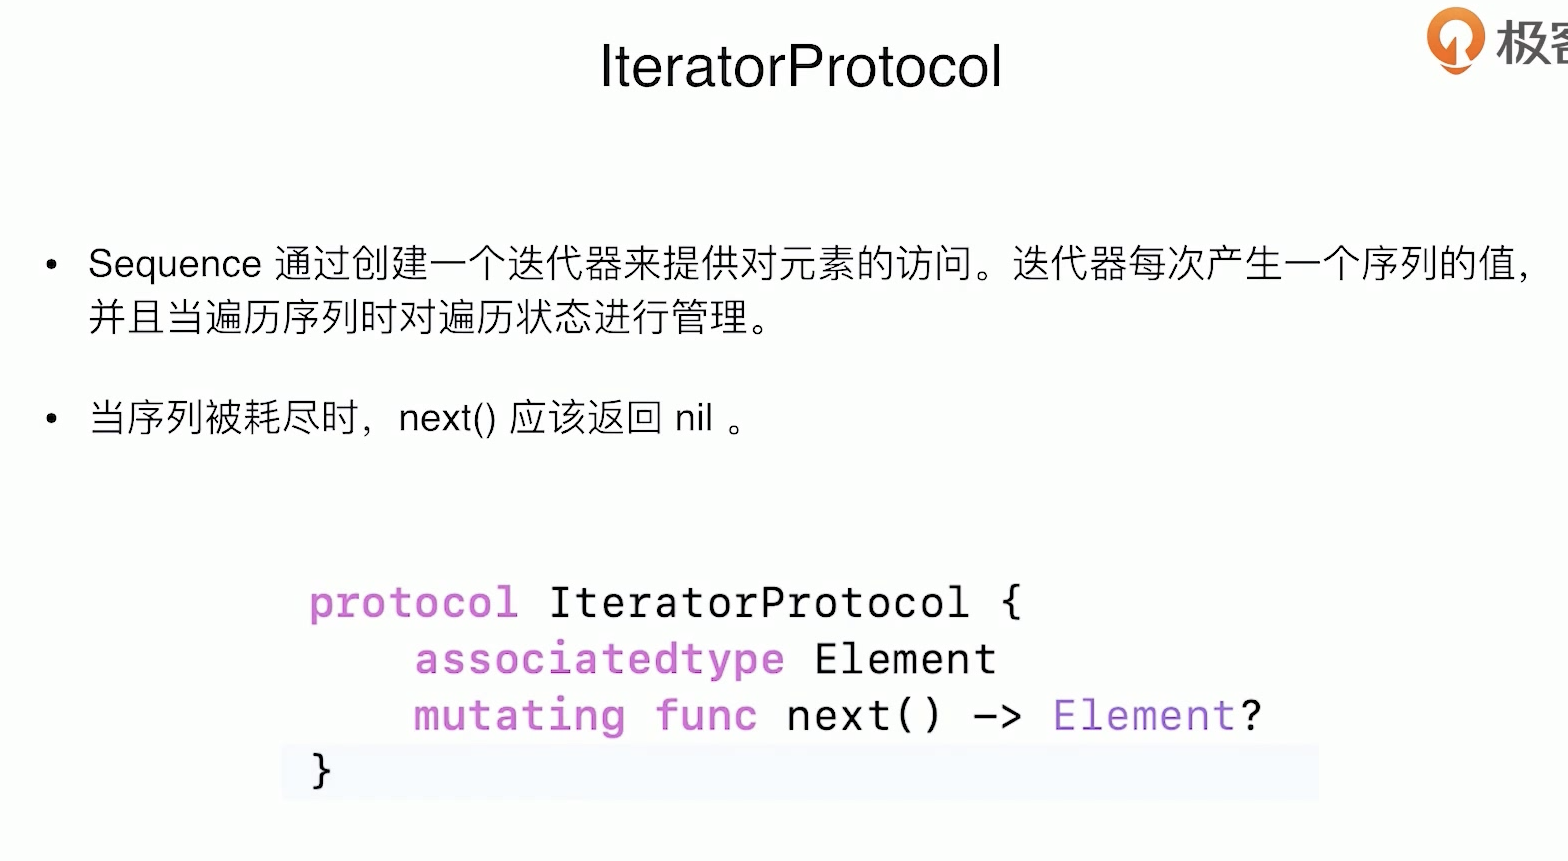 极客
IteratorProtocol
• Sequence 通过创建一个迭代器来提供对元素的访问。迭代器每次产生一个序列的值，
并且当遍历序列时对遍历状态进行管理。
• 当序列被耗尽时，next() 应该返回 nil 。
protocol IteratorProtocol {
    associatedtype Element
    mutating func next() -> Element?
}